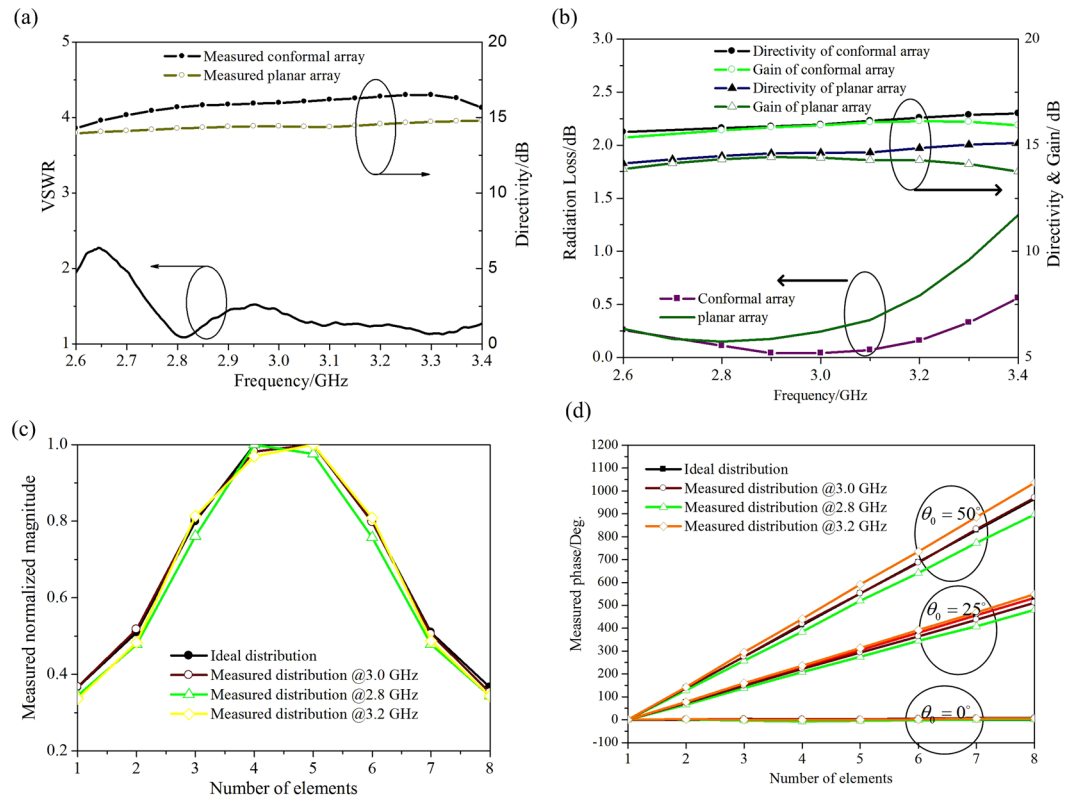 (a)
5
4
3
2
1
20
15
10
5
0
Measured conformal array
Measured planar array
VSWR
Directivity/dB
2.6 2.7 2.8 2.9 3.0 3.1 3.2 3.3 3.4
Frequency/GHz
(b)
3.0
2.5
2.0
1.5
1.0
0.5
0.0
20
15
10
5
Directivity of conformal array
Gain of conformal array
Directivity of planar array
Gain of planar array
Radiation Loss/dB
Directivity & Gain/ dB
Conformal array
planar array
2.6 2.8 3.0 3.2 3.4
Frequency/GHz
(c)
1.0
0.8
0.6
0.4
0.2
Measured normalized magnitude
Ideal distribution
Measured distribution @3.0 GHz
Measured distribution @2.8 GHz
Measured distribution @3.2 GHz
1 2 3 4 5 6 7 8
Number of elements
(d)
1200
1100
1000
900
800
700
600
500
400
300
200
100
0
-100
Measured phase/Deg.
Ideal distribution
Measured distribution @3.0 GHz
Measured distribution @2.8 GHz
Measured distribution @3.2 GHz
θ₀ = 50°
θ₀ = 25°
θ₀ = 0°
1 2 3 4 5 6 7 8
Number of elements